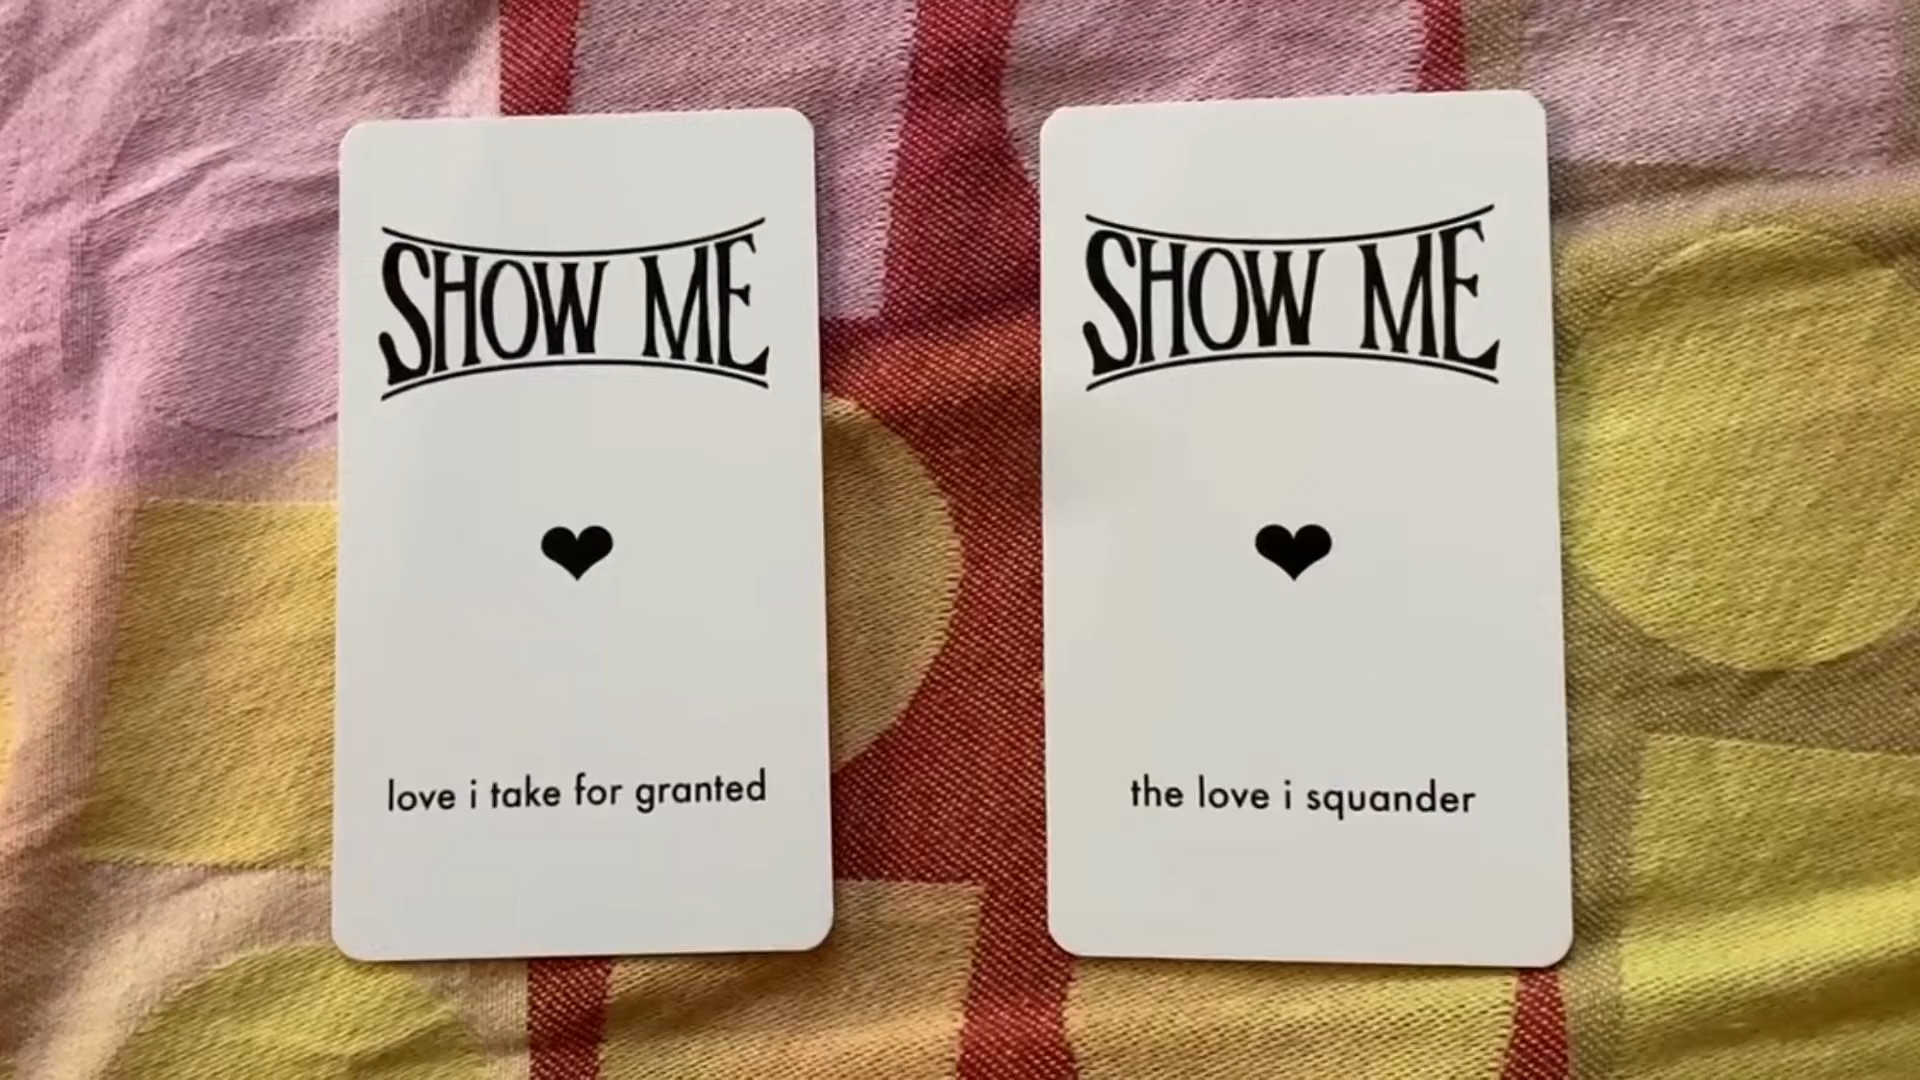 SHOW ME
❤
love i take for granted
SHOW ME
❤
the love i squander